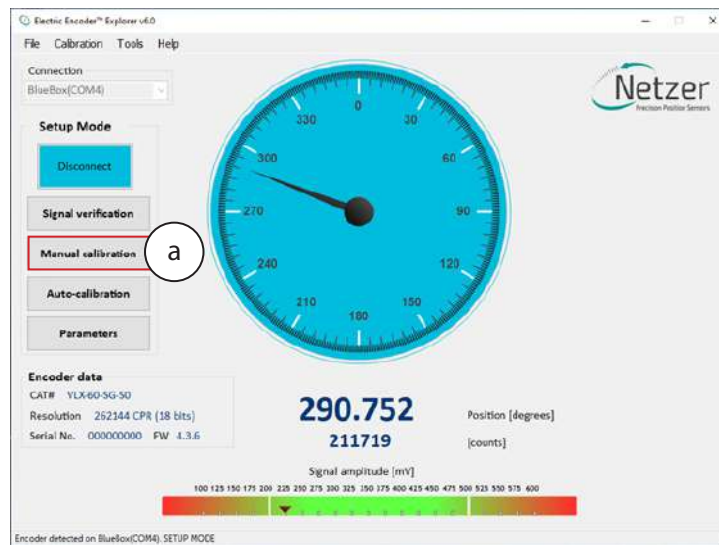 Electric Encoder™ Explorer v6.0
File Calibration Tools Help
Connection
BlueBox(COM4)
Netzer
Precision Position Sensors
Setup Mode
Disconnect
Signal verification
Manual calibration
a
Auto-calibration
Parameters
0
30
60
90
120
150
180
210
240
270
300
330
Encoder data
CAT# YLX-60-SG-S0
Resolution 262144 CPR (18 bits)
Serial No. 000000000 FW 4.3.6
290.752 Position [degrees]
211719 [counts]
Signal amplitude [mV]
100 125 150 175 200 225 250 275 300 325 350 375 400 425 450 475 500 525 550 575 600
Encoder detected on BlueBox(COM4). SETUP MODE